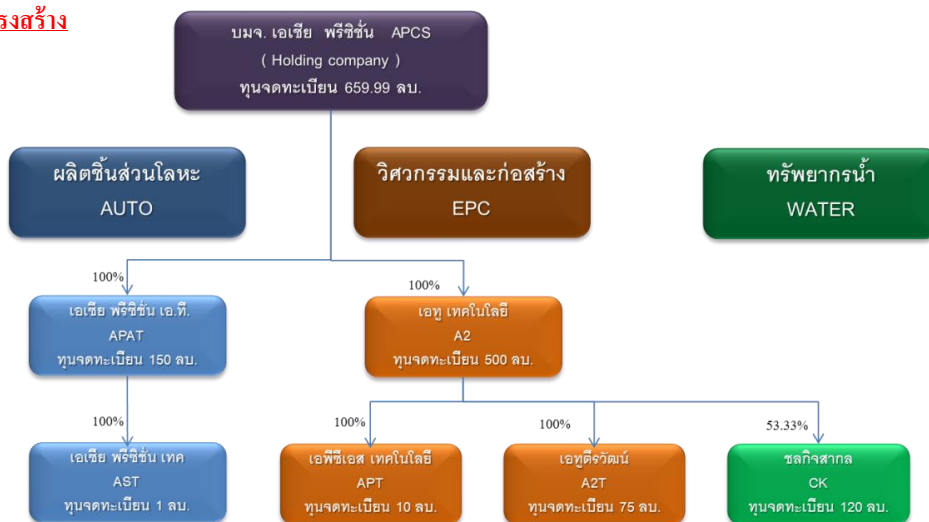 รงสร้าง
บมจ. เอเชีย พรีซิชั่น APCS
( Holding company )
ทุนจดทะเบียน 659.99 ลบ.
ผลิตชิ้นส่วนโลหะ
AUTO
วิศวกรรมและก่อสร้าง
EPC
ทรัพยากรน้ำ
WATER
100%
100%
เอเชีย พรีซิชั่น เอ.ที.
APAT
ทุนจดทะเบียน 150 ลบ.
เอทู เทคโนโลยี
A2
ทุนจดทะเบียน 500 ลบ.
100%
100%
100%
53.33%
เอเชีย พรีซิชั่น เทค
AST
ทุนจดทะเบียน 1 ลบ.
เอพีซีเอส เทคโนโลยี
APT
ทุนจดทะเบียน 10 ลบ.
เอทูตีรวัฒน์
A2T
ทุนจดทะเบียน 75 ลบ.
ชลกิจสากล
CK
ทุนจดทะเบียน 120 ลบ.